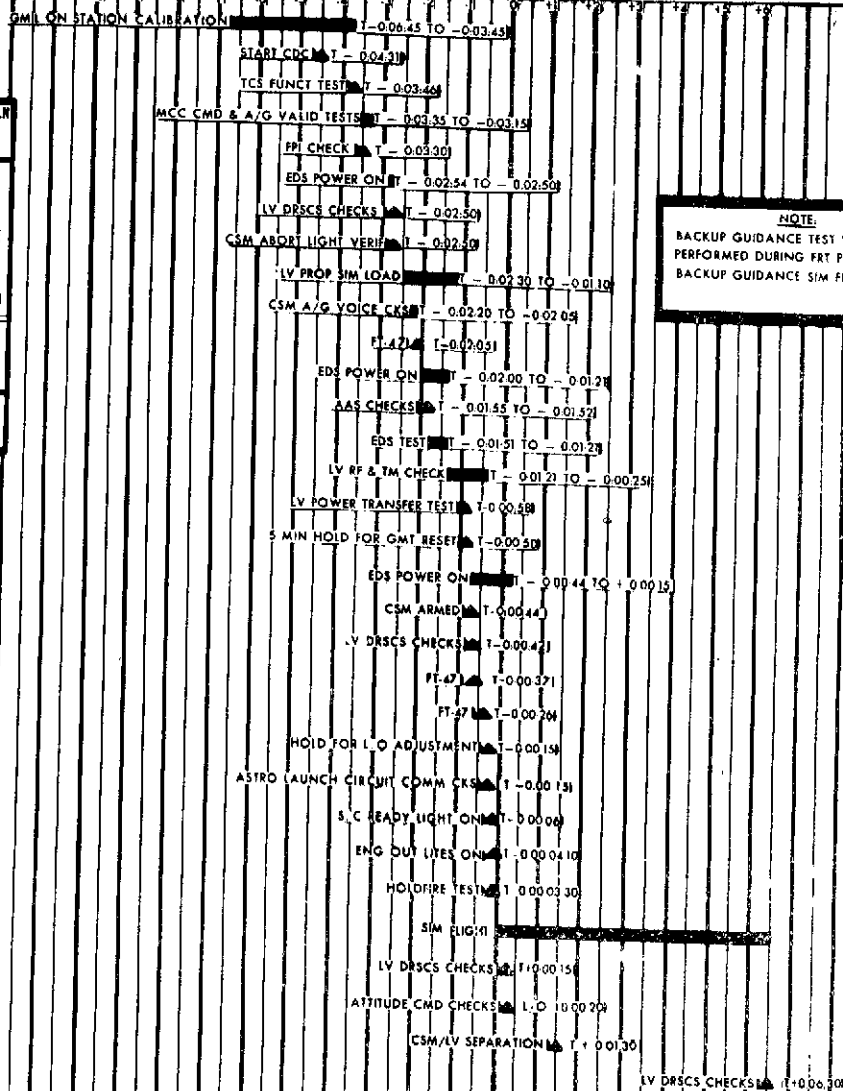 0 +1 +2 +3 +4 +5 +6
GMIL ON STATION CALIBRATION T-0:06:45 TO -0:03:45
START CDC T - 0:04:31
TCS FUNCT TEST T - 0:03:46
MCC CMD & A/G VALID TESTS T - 0:03:35 TO -0:03:15
FPI CHECK T - 0:03:30
EDS POWER ON T - 0:02:54 TO - 0:02:50
LV DRSCS CHECKS T - 0:02:50
CSM ABORT LIGHT VERIF T - 0:02:50
LV PROP SIM LOAD T - 0:02:30 TO -0:01:10
CSM A/G VOICE CKS T - 0:02:20 TO -0:02:05
FT-47 T-0:02:05
EDS POWER ON T - 0:02:00 TO - 0:01:21
AAS CHECKS T - 0:01:55 TO - 0:01:52
EDS TEST T - 0:01:51 TO - 0:01:27
LV RF & TM CHECK T - 0:01:21 TO - 0:00:25
LV POWER TRANSFER TEST T-0:00:58
5 MIN HOLD FOR GMT RESET T-0:00:50
EDS POWER ON T - 0:00:44 TO + 0:00:15
CSM ARMED T-0:00:44
LV DRSCS CHECKS T-0:00:42
FT-47 T-0:00:37
FT-47 T-0:00:26
HOLD FOR L/O ADJUSTMENT T-0:00:15
ASTRO LAUNCH CIRCUIT COMM CKS T -0:00:15
S/C READY LIGHT ON T-0:00:06
ENG OUT LITES ON T-0:00:04:10
HOLDFIRE TEST T 0:00:03:30
SIM FLIGHT
LV DRSCS CHECKS T+0:00:15
ATTITUDE CMD CHECKS L/O 0:00:20
CSM/LV SEPARATION T + 0:01:30
LV DRSCS CHECKS T+0:06:30
NOTE:
BACKUP GUIDANCE TEST
PERFORMED DURING FRT
BACKUP GUIDANCE SIM